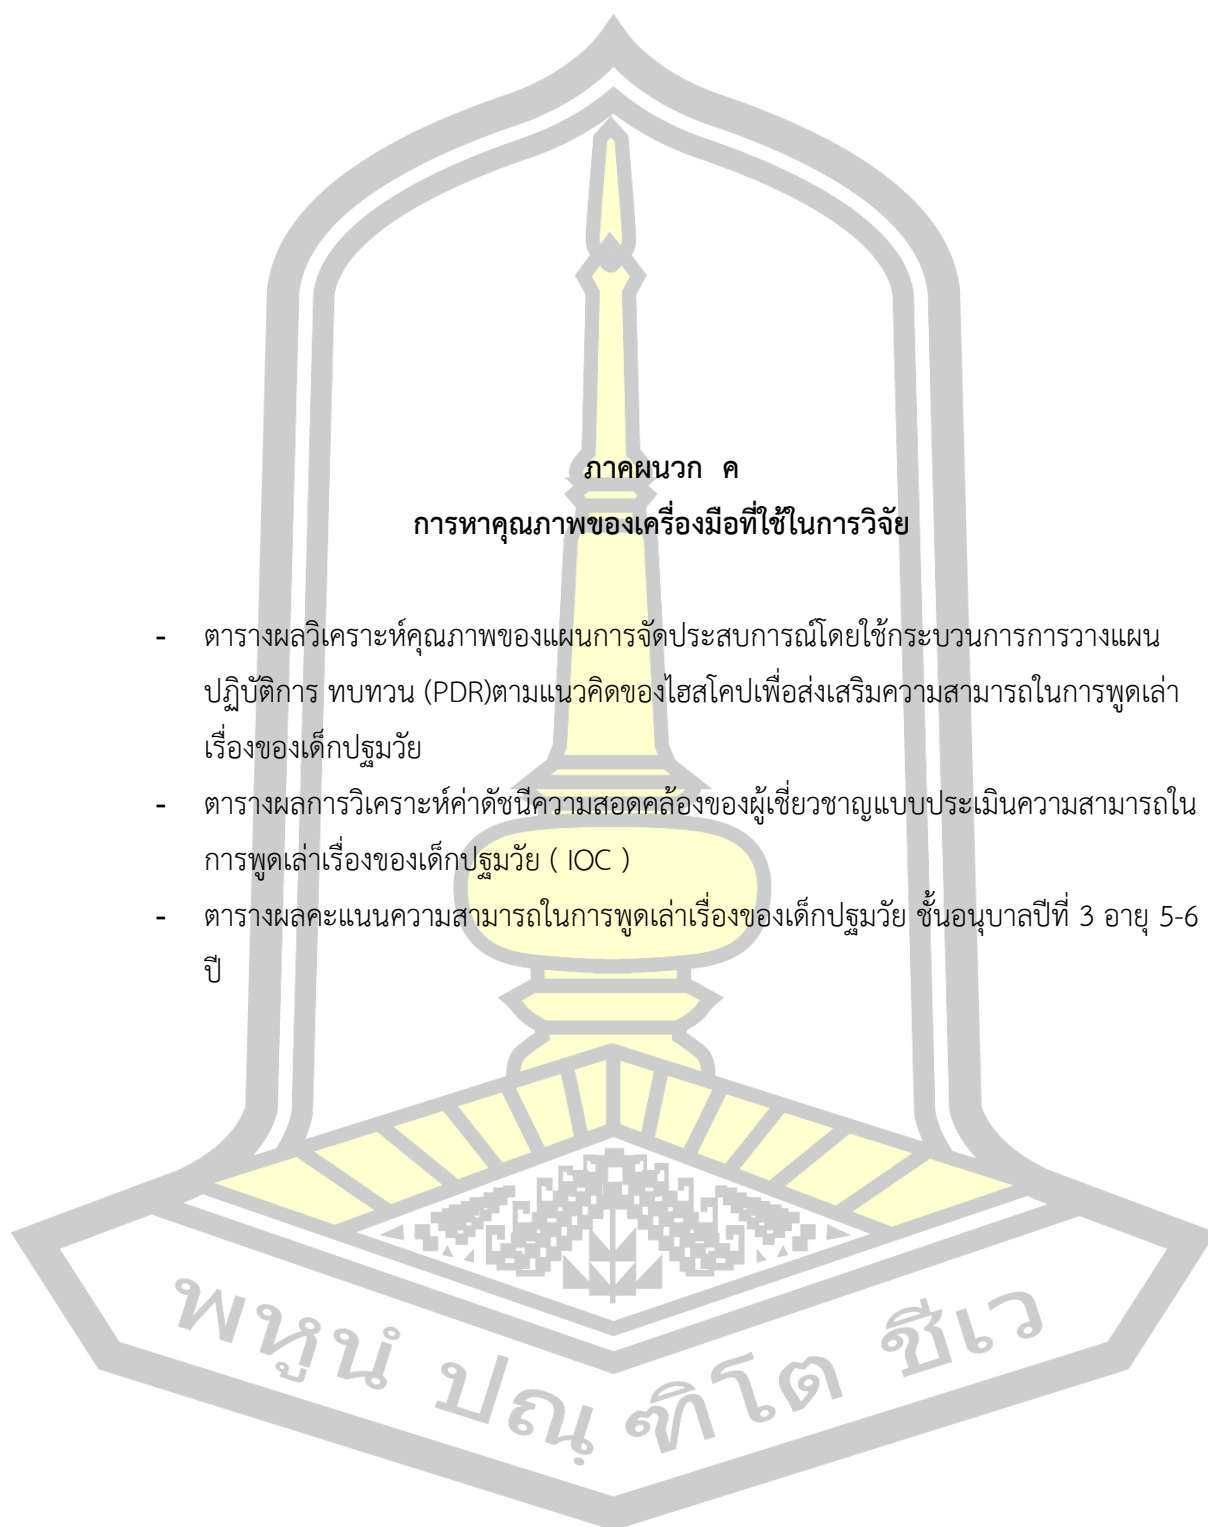 ภาคผนวก ค
การหาคุณภาพของเครื่องมือที่ใช้ในการวิจัย
- ตารางผลวิเคราะห์คุณภาพของแผนการจัดประสบการณ์โดยใช้กระบวนการการวางแผน
ปฏิบัติการ ทบทวน (PDR)ตามแนวคิดของไฮสโคปเพื่อส่งเสริมความสามารถในการพูดเล่า
เรื่องของเด็กปฐมวัย
- ตารางผลการวิเคราะห์ค่าดัชนีความสอดคล้องของผู้เชี่ยวชาญแบบประเมินความสามารถใน
การพูดเล่าเรื่องของเด็กปฐมวัย ( IOC )
- ตารางผลคะแนนความสามารถในการพูดเล่าเรื่องของเด็กปฐมวัย ชั้นอนุบาลปีที่ 3 อายุ 5-6
ปี
พหูนํ ปณฺฑิโต ชีเว